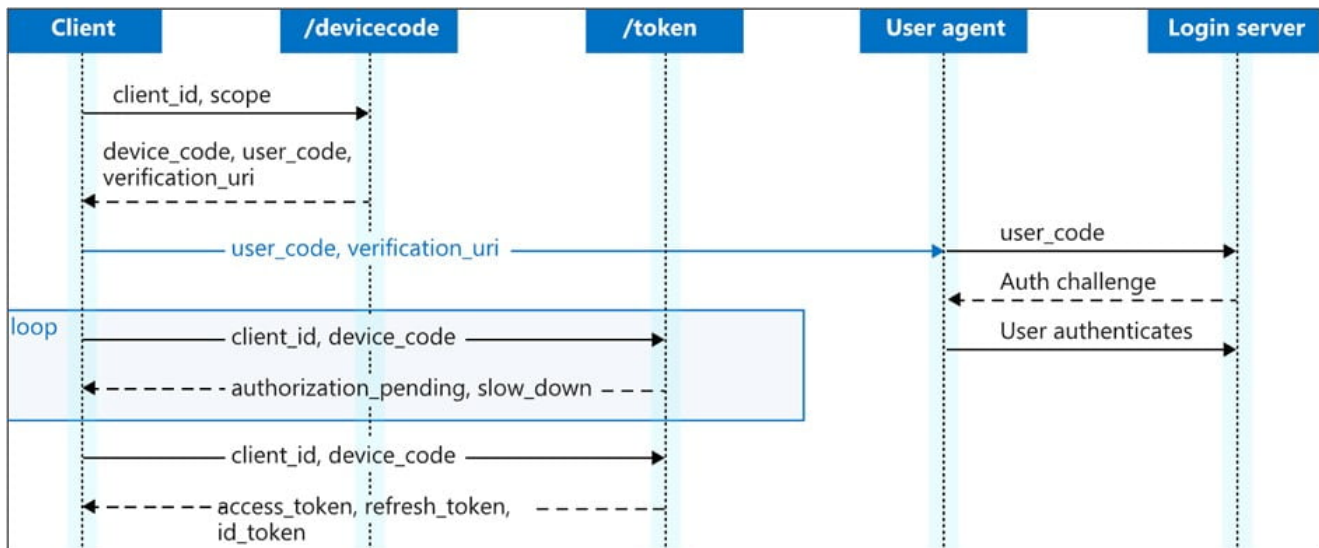 Client
/devicecode
/token
User agent
Login server
client_id, scope
device_code, user_code,
verification_uri
user_code, verification_uri
user_code
Auth challenge
loop
client_id, device_code
User authenticates
authorization_pending, slow_down
client_id, device_code
access_token, refresh_token,
id_token